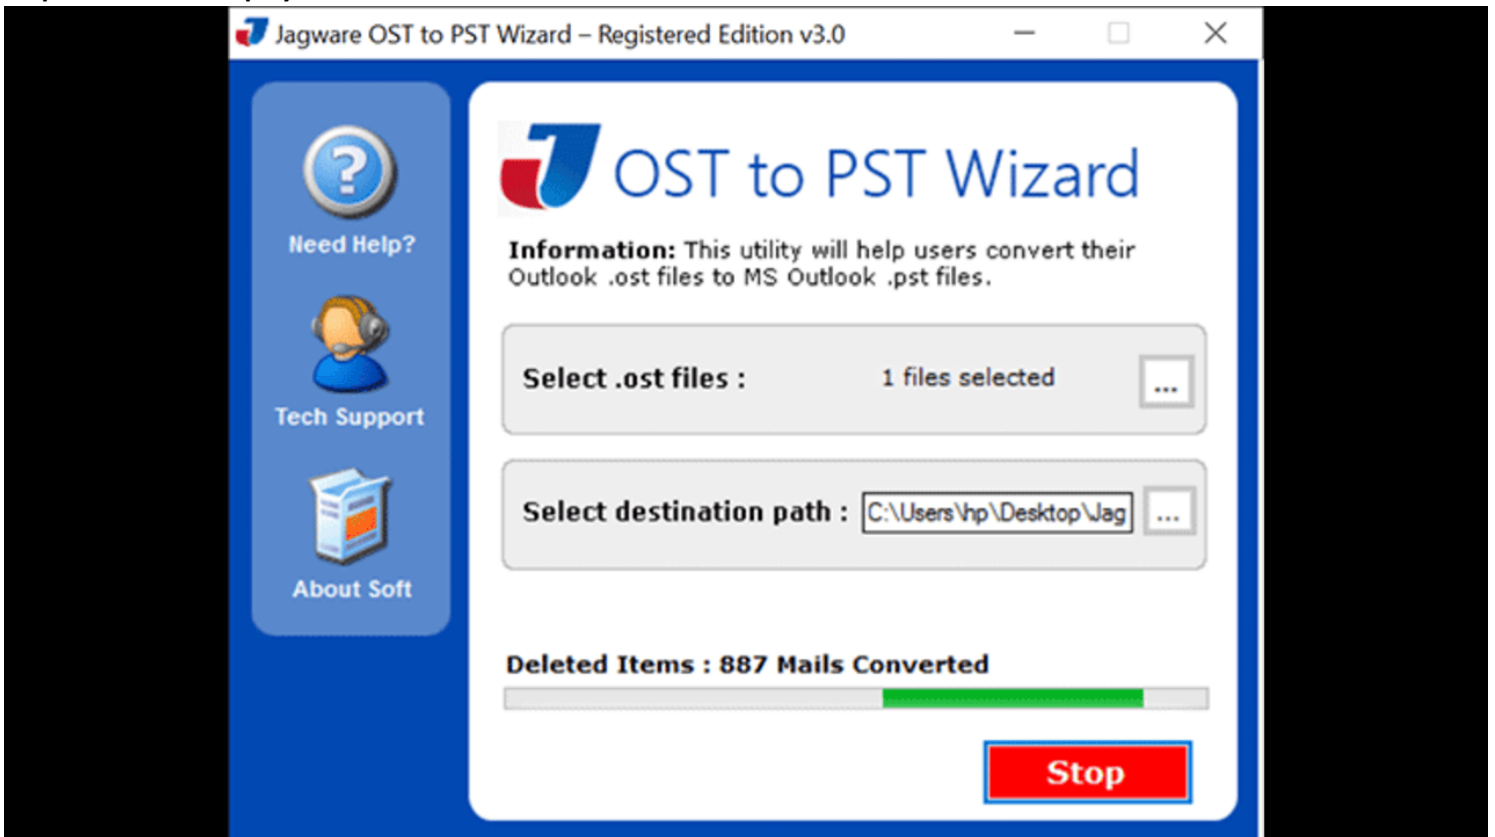 Jagware OST to PST Wizard – Registered Edition v3.0
Need Help?
Tech Support
About Soft
OST to PST Wizard
Information: This utility will help users convert their
Outlook .ost files to MS Outlook .pst files.
Select .ost files : 1 files selected ...
Select destination path : C:\Users\hp\Desktop\Jag ...
Deleted Items : 887 Mails Converted
Stop